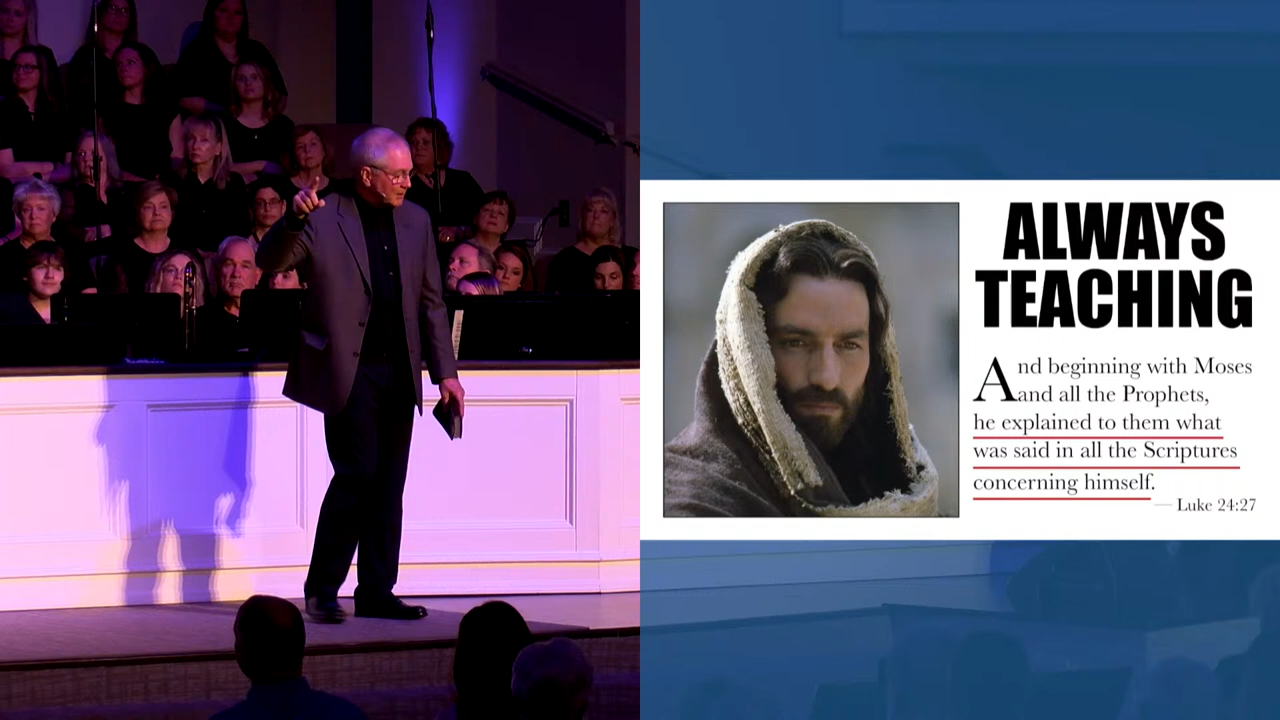 ALWAYS
TEACHING
And beginning with Moses
and all the Prophets,
he explained to them what
was said in all the Scriptures
concerning himself.
— Luke 24:27